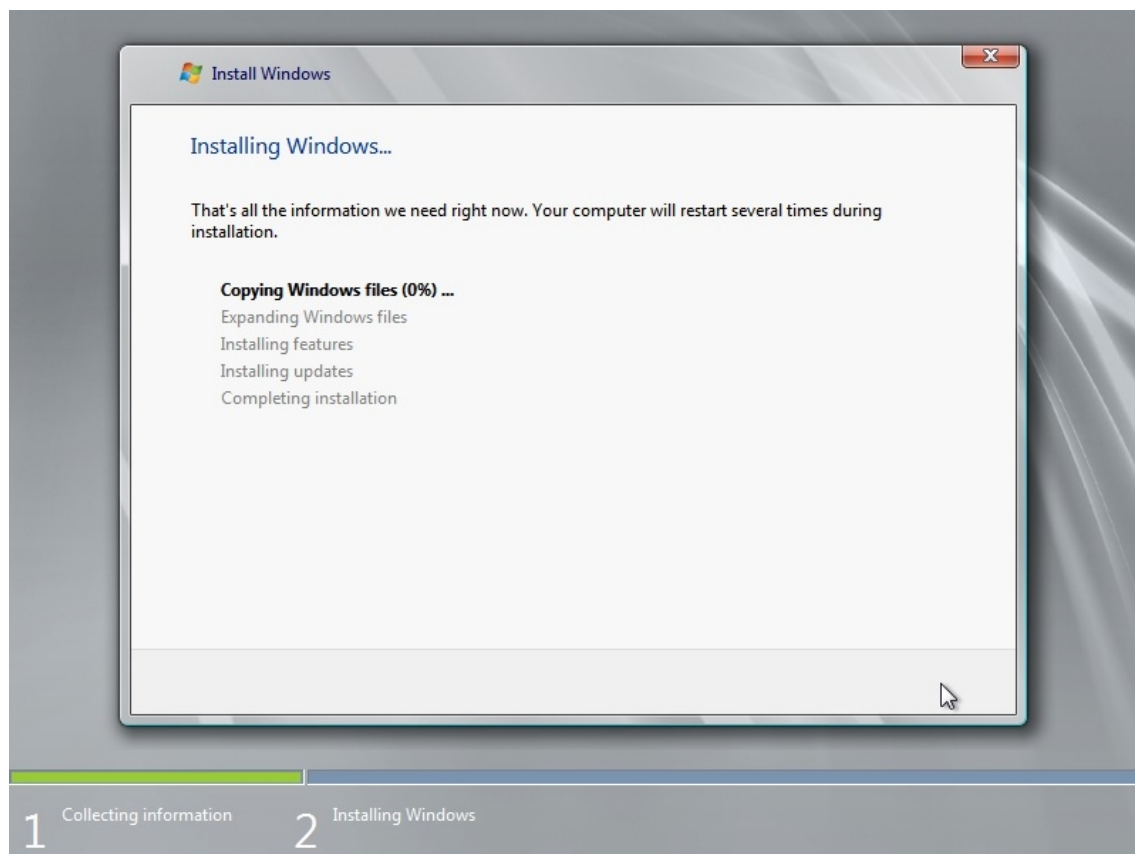 Install Windows
Installing Windows...
That's all the information we need right now. Your computer will restart several times during
installation.
Copying Windows files (0%) ...
Expanding Windows files
Installing features
Installing updates
Completing installation
1 Collecting information 2 Installing Windows